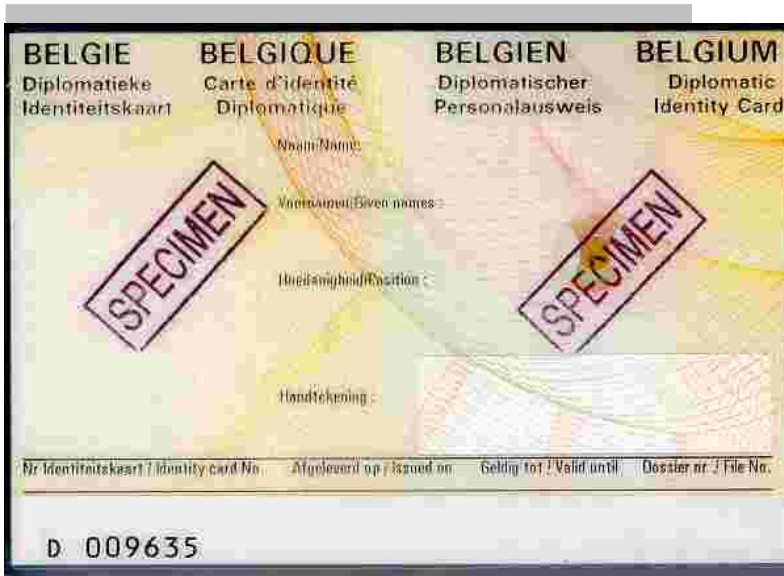 BELGIE BELGIQUE BELGIEN BELGIUM
Diplomatieke Carte d'identité Diplomatischer Diplomatic
Identiteitskaart Diplomatique Personalausweis Identity Card
Naam/Name:
SPECIMEN
Voornamen/Given names :
SPECIMEN
Hoedanigheid/Position :
Handtekening :
Nr Identiteitskaart / Identity card No. Afgeleverd op / Issued on Geldig tot / Valid until Dossier nr. / File No.
D 009635